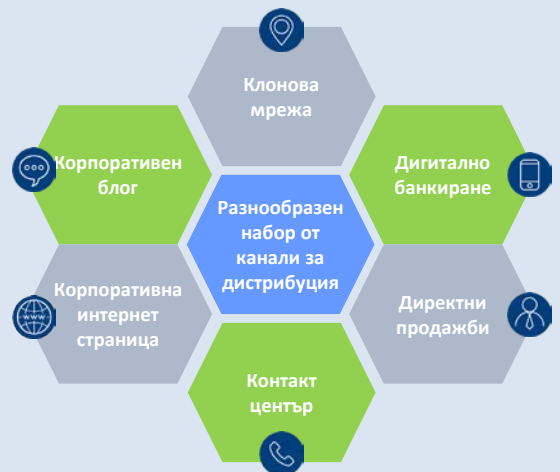 Клонова
мрежа
Корпоративен
блог
Дигитално
банкиране
Разнообразен
набор от
канали за
дистрибуция
Корпоративна
интернет
страница
www
Директни
продажби
Контакт
център